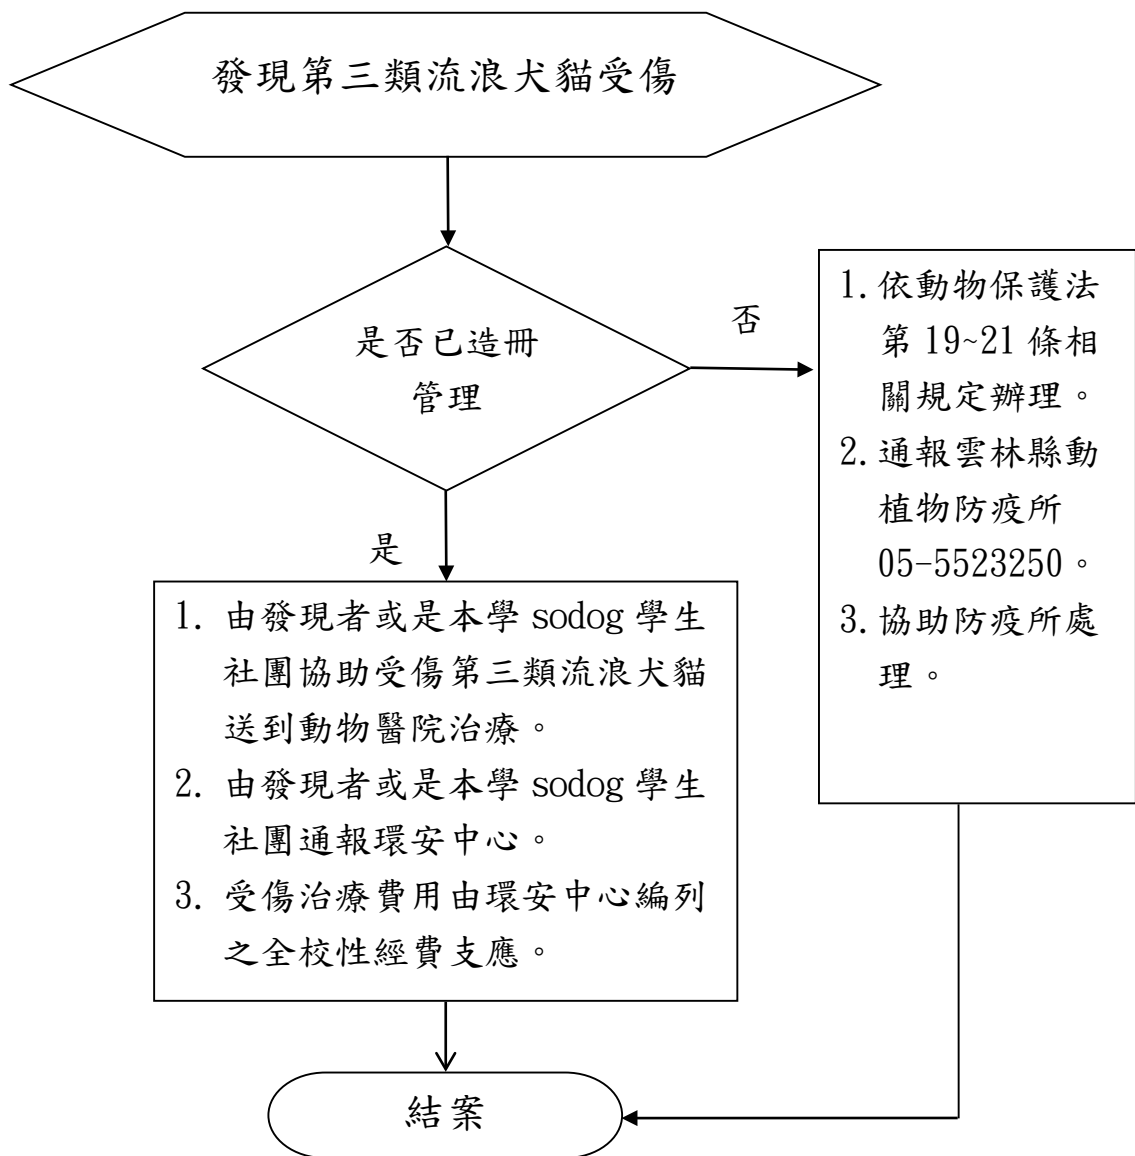 發現第三類流浪犬貓受傷
是否已造冊
管理
否
1. 依動物保護法
第 19~21 條相
關規定辦理。
2. 通報雲林縣動
植物防疫所
05-5523250。
3. 協助防疫所處
理。
是
1. 由發現者或是本學 sodog 學生
社團協助受傷第三類流浪犬貓
送到動物醫院治療。
2. 由發現者或是本學 sodog 學生
社團通報環安中心。
3. 受傷治療費用由環安中心編列
之全校性經費支應。
結案